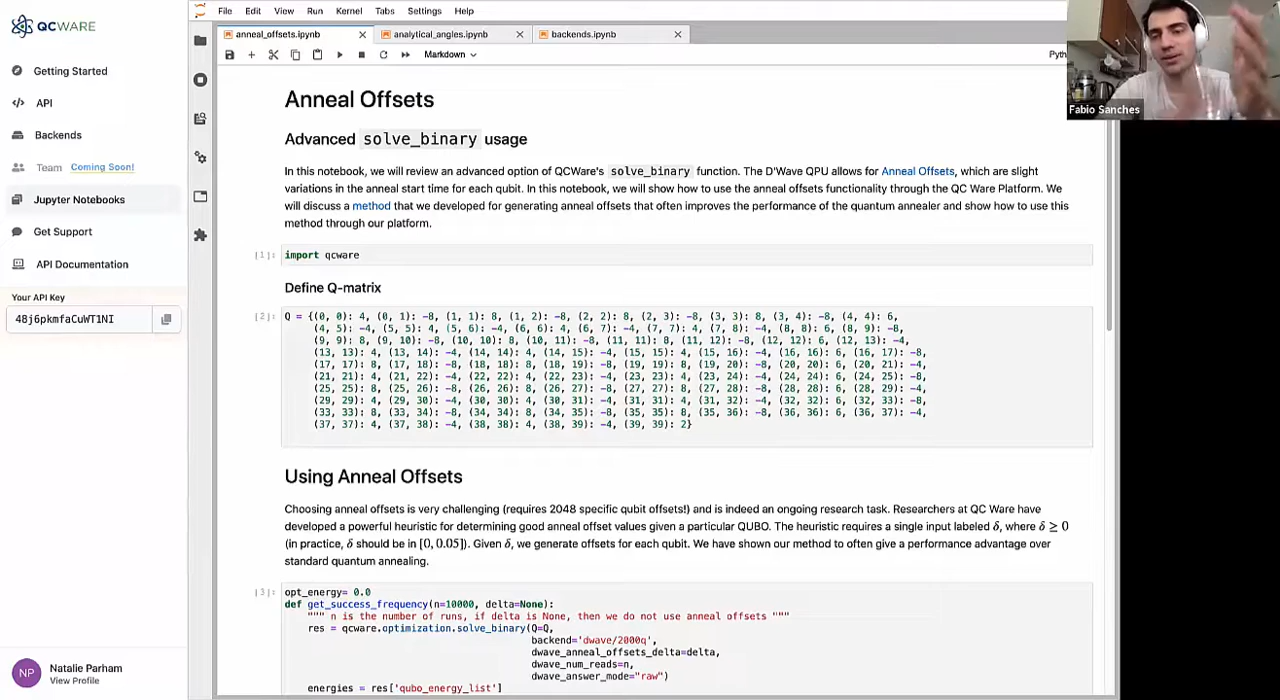 QCWARE
Getting Started
API
Backends
Team Coming Soon!
Jupyter Notebooks
Get Support
API Documentation
Your API Key
48j6pkmfaCuWT1NI
Natalie Parham
View Profile
NP
File Edit View Run Kernel Tabs Settings Help
anneal_offsets.ipynb
analytical_angles.ipynb
backends.ipynb
Markdown
Pyth
Fabio Sanches
Anneal Offsets
Advanced solve_binary usage
In this notebook, we will review an advanced option of QCWare's solve_binary function. The D'Wave QPU allows for Anneal Offsets, which are slight
variations in the anneal start time for each qubit. In this notebook, we will show how to use the anneal offsets functionality through the QC Ware Platform. We
will discuss a method that we developed for generating anneal offsets that often improves the performance of the quantum annealer and show how to use this
method through our platform.
[1]: import qcware
Define Q-matrix
[2]: Q = {(0, 0): 4, (0, 1): -8, (1, 1): 8, (1, 2): -8, (2, 2): 8, (2, 3): -8, (3, 3): 8, (3, 4): -8, (4, 4): 6,
(4, 5): -4, (5, 5): 4, (5, 6): -4, (6, 6): 4, (6, 7): -4, (7, 7): 4, (7, 8): -4, (8, 8): 6, (8, 9): -8,
(9, 9): 8, (9, 10): -8, (10, 10): 8, (10, 11): -8, (11, 11): 8, (11, 12): -8, (12, 12): 6, (12, 13): -4,
(13, 13): 4, (13, 14): -4, (14, 14): 4, (14, 15): -4, (15, 15): 4, (15, 16): -4, (16, 16): 6, (16, 17): -8,
(17, 17): 8, (17, 18): -8, (18, 18): 8, (18, 19): -8, (19, 19): 8, (19, 20): -8, (20, 20): 6, (20, 21): -4,
(21, 21): 4, (21, 22): -4, (22, 22): 4, (22, 23): -4, (23, 23): 4, (23, 24): -4, (24, 24): 6, (24, 25): -8,
(25, 25): 8, (25, 26): -8, (26, 26): 8, (26, 27): -8, (27, 27): 8, (27, 28): -8, (28, 28): 6, (28, 29): -4,
(29, 29): 4, (29, 30): -4, (30, 30): 4, (30, 31): -4, (31, 31): 4, (31, 32): -4, (32, 32): 6, (32, 33): -8,
(33, 33): 8, (33, 34): -8, (34, 34): 8, (34, 35): -8, (35, 35): 8, (35, 36): -8, (36, 36): 6, (36, 37): -4,
(37, 37): 4, (37, 38): -4, (38, 38): 4, (38, 39): -4, (39, 39): 2}
Using Anneal Offsets
Choosing anneal offsets is very challenging (requires 2048 specific qubit offsets!) and is indeed an ongoing research task. Researchers at QC Ware have
developed a powerful heuristic for determining good anneal offset values given a particular QUBO. The heuristic requires a single input labeled δ, where δ ≥ 0
(in practice, δ should be in [0, 0.05]). Given δ, we generate offsets for each qubit. We have shown our method to often give a performance advantage over
standard quantum annealing.
[3]: opt_energy= 0.0
def get_success_frequency(n=10000, delta=None):
""" n is the number of runs, if delta is None, then we do not use anneal offsets """
res = qcware.optimization.solve_binary(Q=Q,
backend='dwave/2000q',
dwave_anneal_offsets_delta=delta,
dwave_num_reads=n,
dwave_answer_mode="raw")
energies = res['qubo_energy_list']